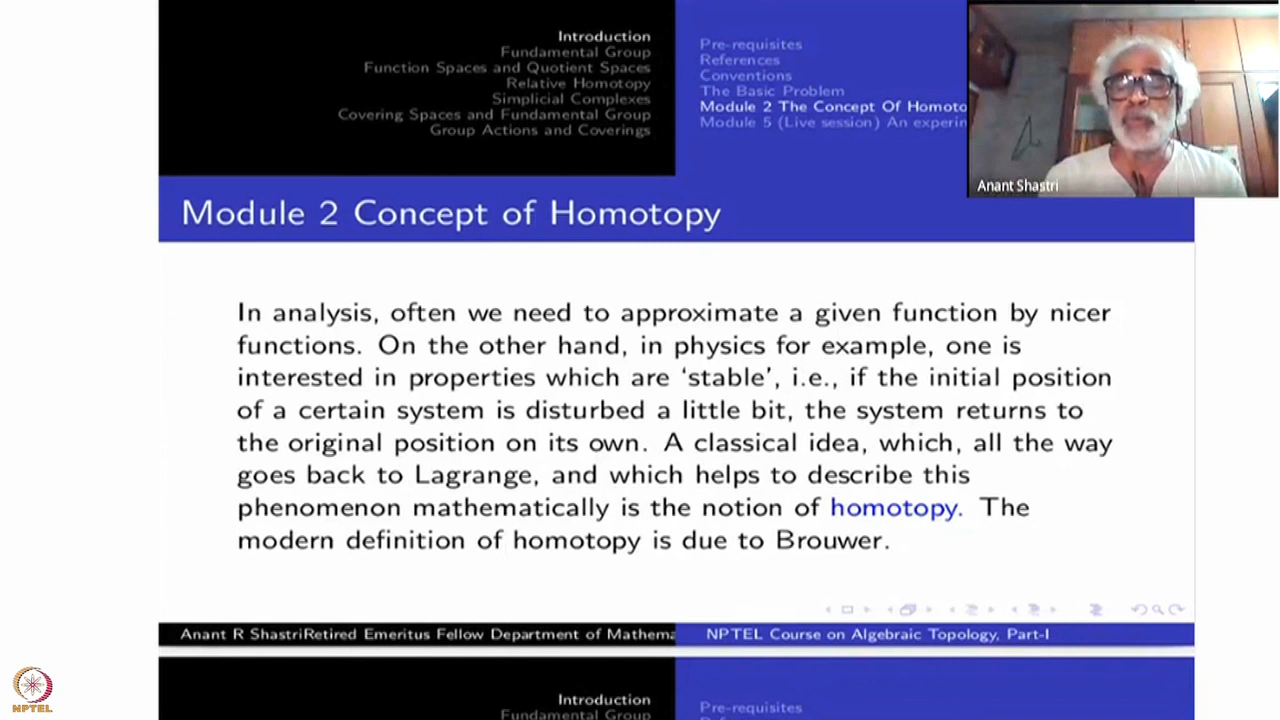 Introduction
Fundamental Group
Function Spaces and Quotient Spaces
Relative Homotopy
Simplicial Complexes
Covering Spaces and Fundamental Group
Group Actions and Coverings
Pre-requisites
References
Conventions
The Basic Problem
Module 2 The Concept Of Homoto
Module 5 (Live session) An experin
Anant Shastri
Module 2 Concept of Homotopy
In analysis, often we need to approximate a given function by nicer
functions. On the other hand, in physics for example, one is
interested in properties which are ‘stable’, i.e., if the initial position
of a certain system is disturbed a little bit, the system returns to
the original position on its own. A classical idea, which, all the way
goes back to Lagrange, and which helps to describe this
phenomenon mathematically is the notion of homotopy. The
modern definition of homotopy is due to Brouwer.
Anant R ShastriRetired Emeritus Fellow Department of Mathema
NPTEL Course on Algebraic Topology, Part-I
NPTEL
Introduction
Fundamental Group
Pre-requisites